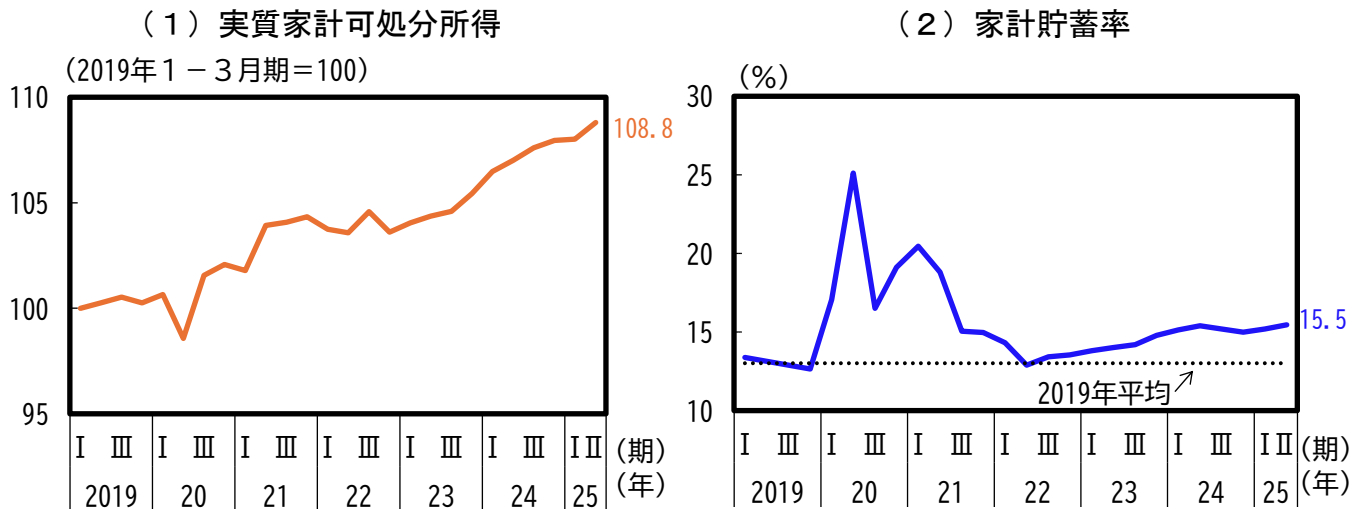 （１）実質家計可処分所得
（2019年１－３月期＝100）
110
105
100
95
108.8
Ⅰ Ⅲ Ⅰ Ⅲ Ⅰ Ⅲ Ⅰ Ⅲ Ⅰ Ⅲ Ⅰ Ⅲ Ⅰ Ⅱ (期)
2019 20 21 22 23 24 25 (年)
（２）家計貯蓄率
(%)
30
25
20
15
10
15.5
2019年平均
Ⅰ Ⅲ Ⅰ Ⅲ Ⅰ Ⅲ Ⅰ Ⅲ Ⅰ Ⅲ Ⅰ Ⅲ Ⅰ Ⅱ (期)
2019 20 21 22 23 24 25 (年)